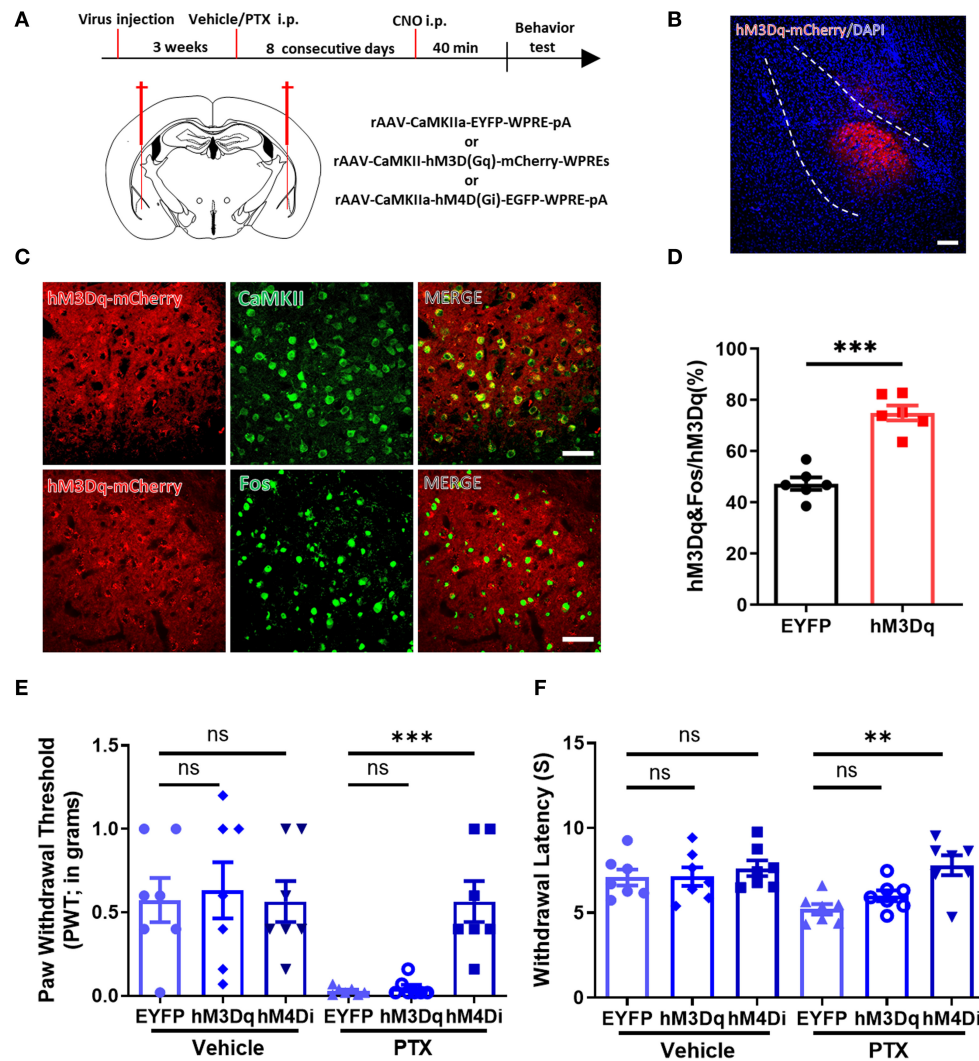 A
Virus injection
Vehicle/PTX i.p.
CNO i.p.
Behavior
test
3 weeks
8 consecutive days
40 min
rAAV-CaMKIIa-EYFP-WPRE-pA
or
rAAV-CaMKII-hM3D(Gq)-mCherry-WPREs
or
rAAV-CaMKIIa-hM4D(Gi)-EGFP-WPRE-pA
B
hM3Dq-mCherry/DAPI
C
hM3Dq-mCherry
CaMKII
MERGE
hM3Dq-mCherry
Fos
MERGE
D
hM3Dq&Fos/hM3Dq(%)
100
80
60
40
20
0
***
EYFP
hM3Dq
E
Paw Withdrawal Threshold
(PWT; in grams)
1.5
1.0
0.5
0.0
ns
ns
***
ns
EYFP hM3Dq hM4Di
EYFP hM3Dq hM4Di
Vehicle
PTX
F
Withdrawal Latency (S)
15
10
5
0
ns
ns
**
ns
EYFP hM3Dq hM4Di
EYFP hM3Dq hM4Di
Vehicle
PTX